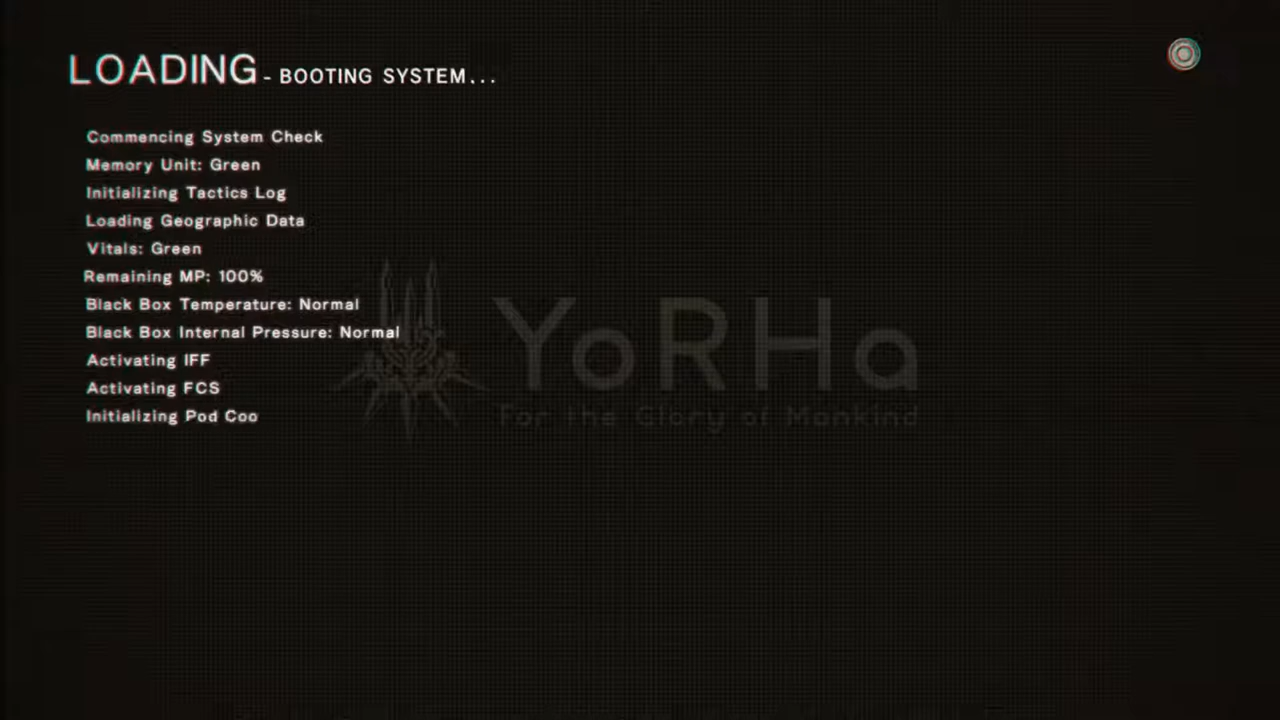 LOADING - BOOTING SYSTEM...
Commencing System Check
Memory Unit: Green
Initializing Tactics Log
Loading Geographic Data
Vitals: Green
Remaining MP: 100%
Black Box Temperature: Normal
Black Box Internal Pressure: Normal
Activating IFF
Activating FCS
Initializing Pod Coo
YoRHa
For the Glory of Mankind